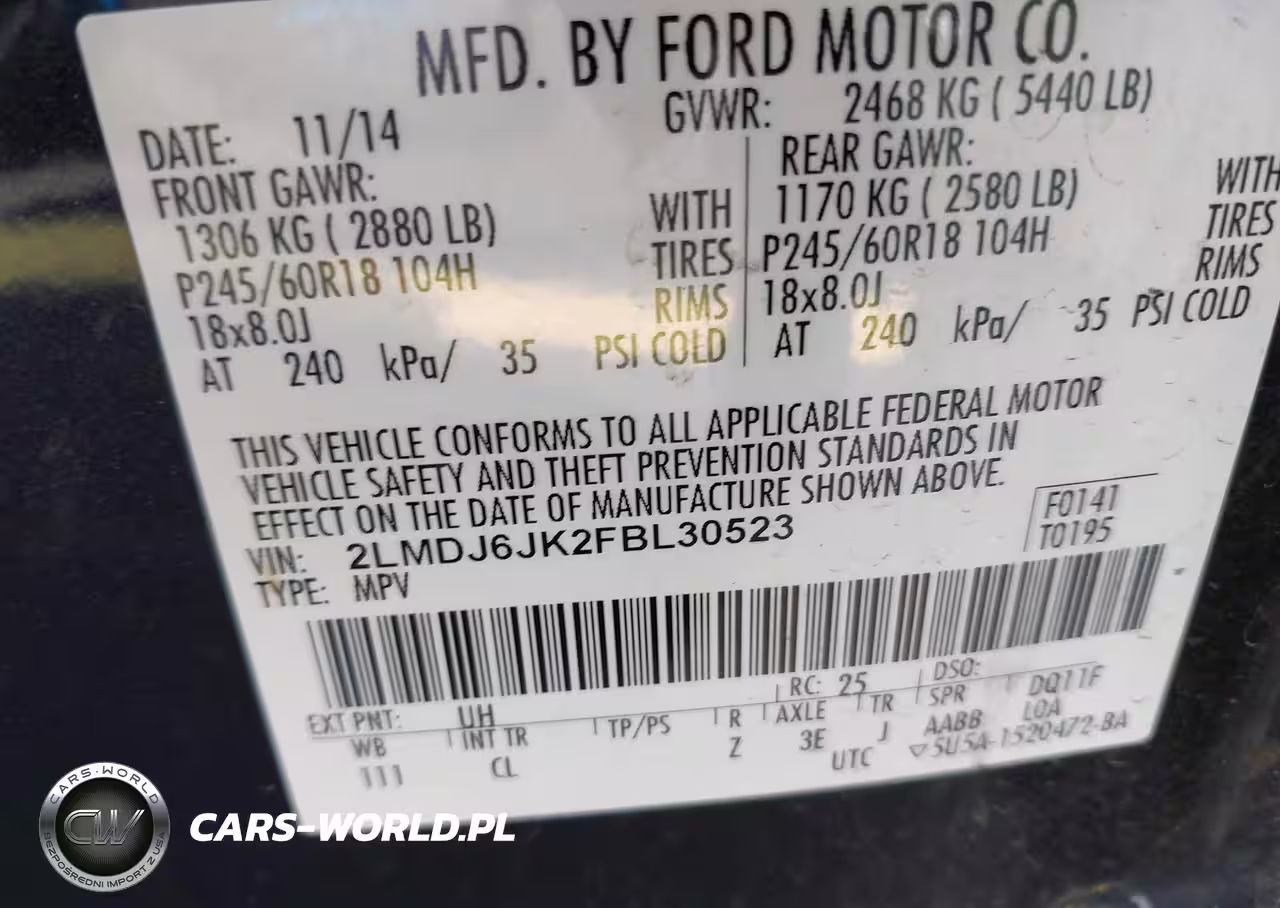 MFD. BY FORD MOTOR CO.
DATE: 11/14 GVWR: 2468 KG ( 5440 LB)
FRONT GAWR: REAR GAWR:
1306 KG ( 2880 LB) WITH 1170 KG ( 2580 LB) WITH
P245/60R18 104H TIRES P245/60R18 104H TIRES
18x8.0J RIMS 18x8.0J RIMS
AT 240 kPa/ 35 PSI COLD AT 240 kPa/ 35 PSI COLD
THIS VEHICLE CONFORMS TO ALL APPLICABLE FEDERAL MOTOR
VEHICLE SAFETY AND THEFT PREVENTION STANDARDS IN
EFFECT ON THE DATE OF MANUFACTURE SHOWN ABOVE.
VIN: 2LMDJ6JK2FBL30523 F0141
TYPE: MPV T0195
EXT PNT: UH RC: 25 DSO:
WB INT TR TP/PS R AXLE TR SPR DQ11F
111 CL Z 3E J AABB LOA
UTC ▽5U5A-1520472-BA
CARS-WORLD
CW
BEZPOŚREDNI IMPORT Z USA
CARS-WORLD.PL